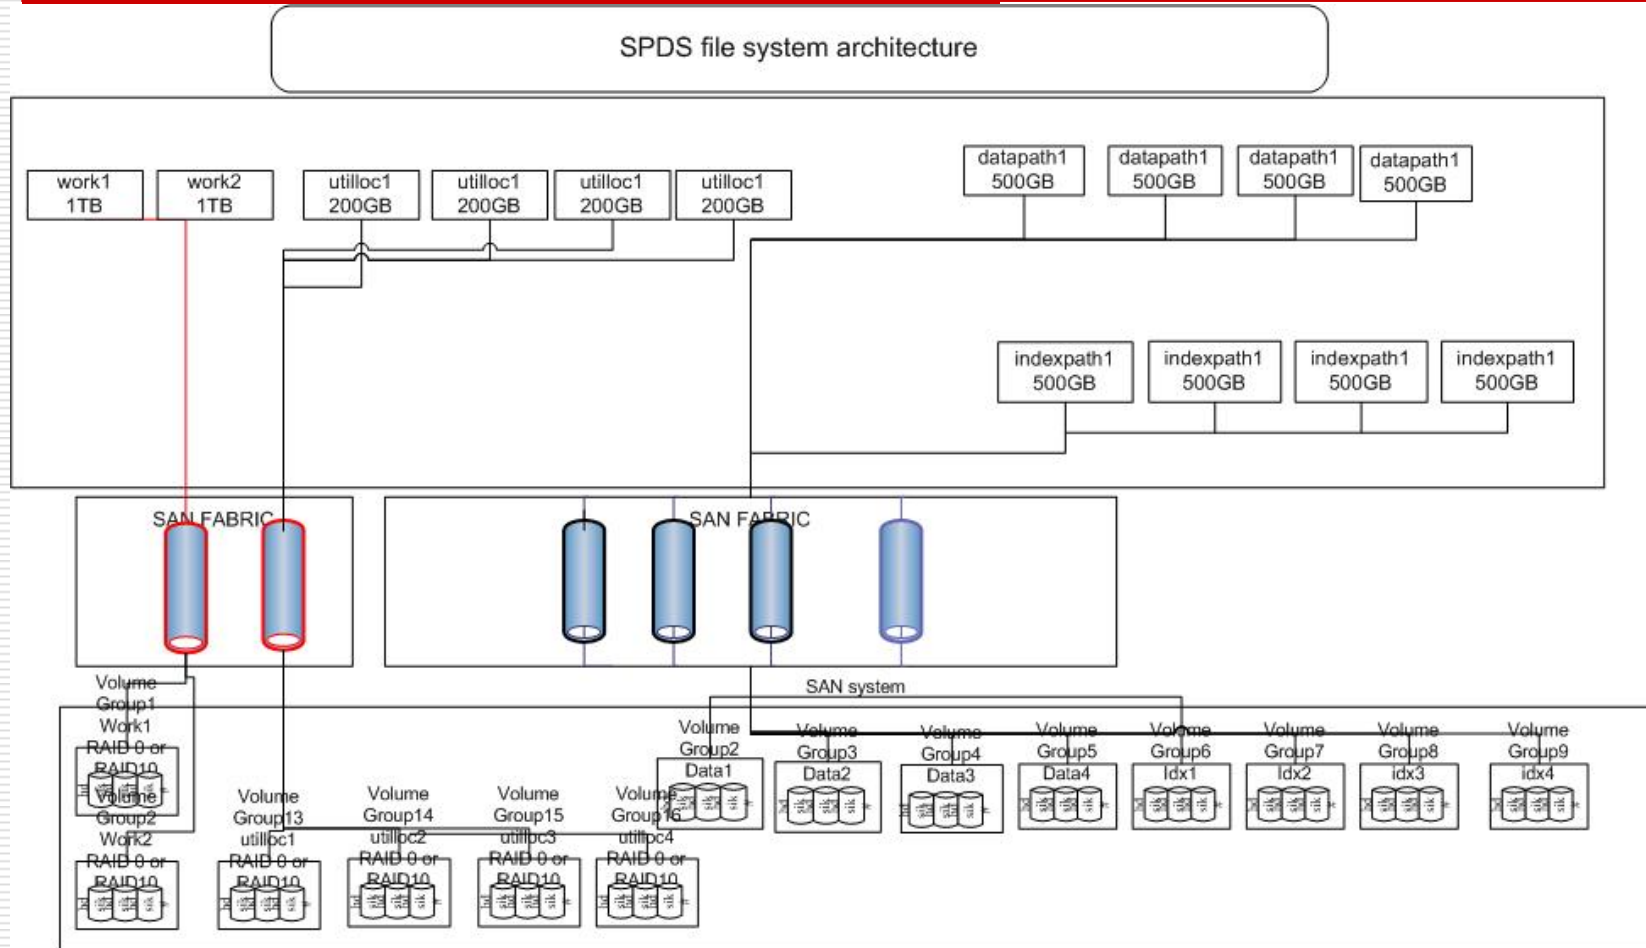 SPDS file system architecture
work1
1TB
work2
1TB
utilloc1
200GB
utilloc1
200GB
utilloc1
200GB
utilloc1
200GB
datapath1
500GB
datapath1
500GB
datapath1
500GB
datapath1
500GB
indexpath1
500GB
indexpath1
500GB
indexpath1
500GB
indexpath1
500GB
SAN FABRIC
SAN FABRIC
SAN system
Volume
Group1
Work1
RAID 0 or
RAID10
Volume
Group2
Work2
RAID 0 or
RAID10
Volume
Group13
utilloc1
RAID 0 or
RAID10
Volume
Group14
utilloc2
RAID 0 or
RAID10
Volume
Group15
utilloc3
RAID 0 or
RAID10
Volume
Group16
utilloc4
RAID 0 or
RAID10
Volume
Group2
Data1
Volume
Group3
Data2
Volume
Group4
Data3
Volume
Group5
Data4
Volume
Group6
Idx1
Volume
Group7
Idx2
Volume
Group8
idx3
Volume
Group9
idx4